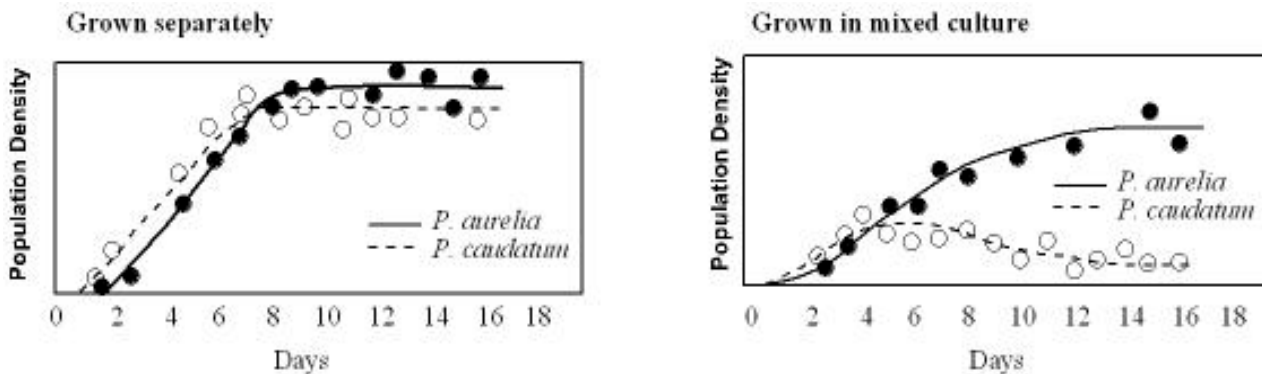 Grown separately
Population Density
P. aurelia
P. caudatum
0 2 4 6 8 10 12 14 16 18
Days
Grown in mixed culture
Population Density
P. aurelia
P. caudatum
0 2 4 6 8 10 12 14 16 18
Days